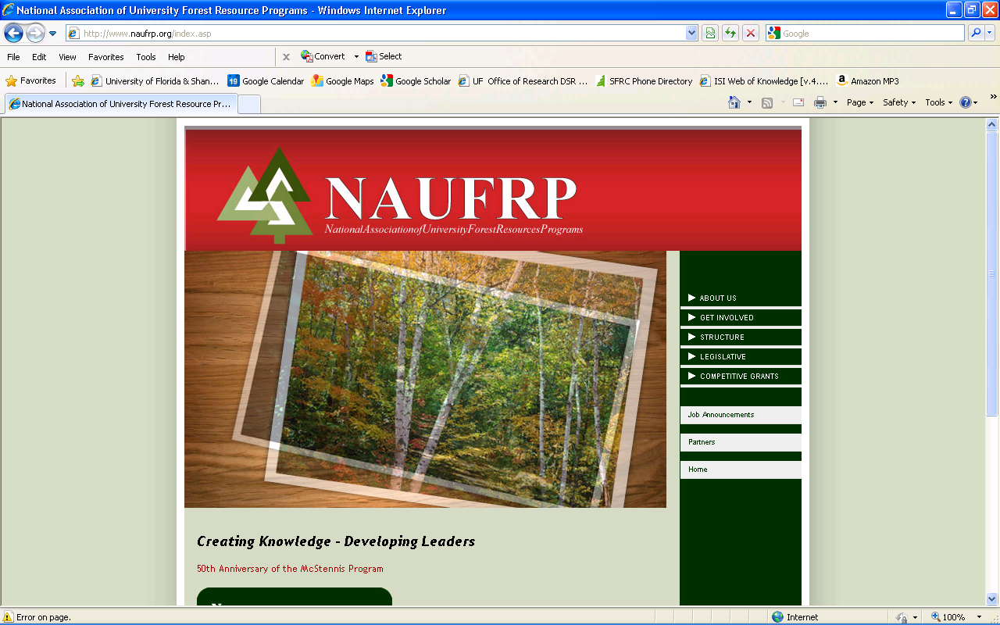 National Association of University Forest Resource Programs - Windows Internet Explorer
http://www.naufrp.org/index.asp
Google
File Edit View Favorites Tools Help
Convert Select
Favorites
University of Florida & Shan...
19 Google Calendar
Google Maps
Google Scholar
UF Office of Research DSR ...
SFRC Phone Directory
ISI Web of Knowledge [v.4....
Amazon MP3
National Association of University Forest Resource Pr...
Page Safety Tools
NAUFRP
NationalAssociationofUniversityForestResourcesPrograms
ABOUT US
GET INVOLVED
STRUCTURE
LEGISLATIVE
COMPETITIVE GRANTS
Job Announcements
Partners
Home
Creating Knowledge - Developing Leaders
50th Anniversary of the McStennis Program
Error on page.
Internet
100%